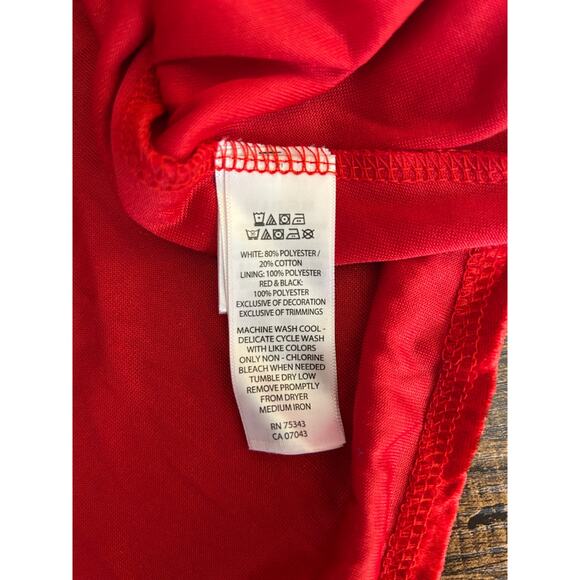 WHITE: 80% POLYESTER /
20% COTTON
LINING: 100% POLYESTER
RED & BLACK:
100% POLYESTER
EXCLUSIVE OF DECORATION
EXCLUSIVE OF TRIMMINGS
MACHINE WASH COOL -
DELICATE CYCLE WASH
WITH LIKE COLORS
ONLY NON - CHLORINE
BLEACH WHEN NEEDED
TUMBLE DRY LOW
REMOVE PROMPTLY
FROM DRYER
MEDIUM IRON
RN 75343
CA 07043